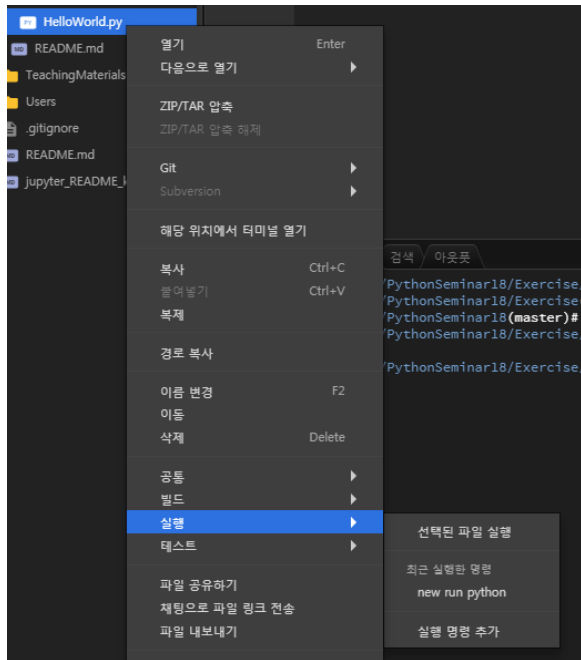 HelloWorld.py
README.md
TeachingMaterials
Users
.gitignore
README.md
jupyter_README_k
열기 Enter
다음으로 열기
ZIP/TAR 압축
ZIP/TAR 압축 해제
Git
Subversion
해당 위치에서 터미널 열기
복사 Ctrl+C
붙여넣기 Ctrl+V
복제
경로 복사
이름 변경 F2
이동
삭제 Delete
공통
빌드
실행
테스트
파일 공유하기
채팅으로 파일 링크 전송
파일 내보내기
검색 아웃풋
/PythonSeminar18/Exercise/
/PythonSeminar18/Exercise
/PythonSeminar18(master)#
/PythonSeminar18/Exercise/
/PythonSeminar18/Exercise/
선택된 파일 실행
최근 실행한 명령
new run python
실행 명령 추가